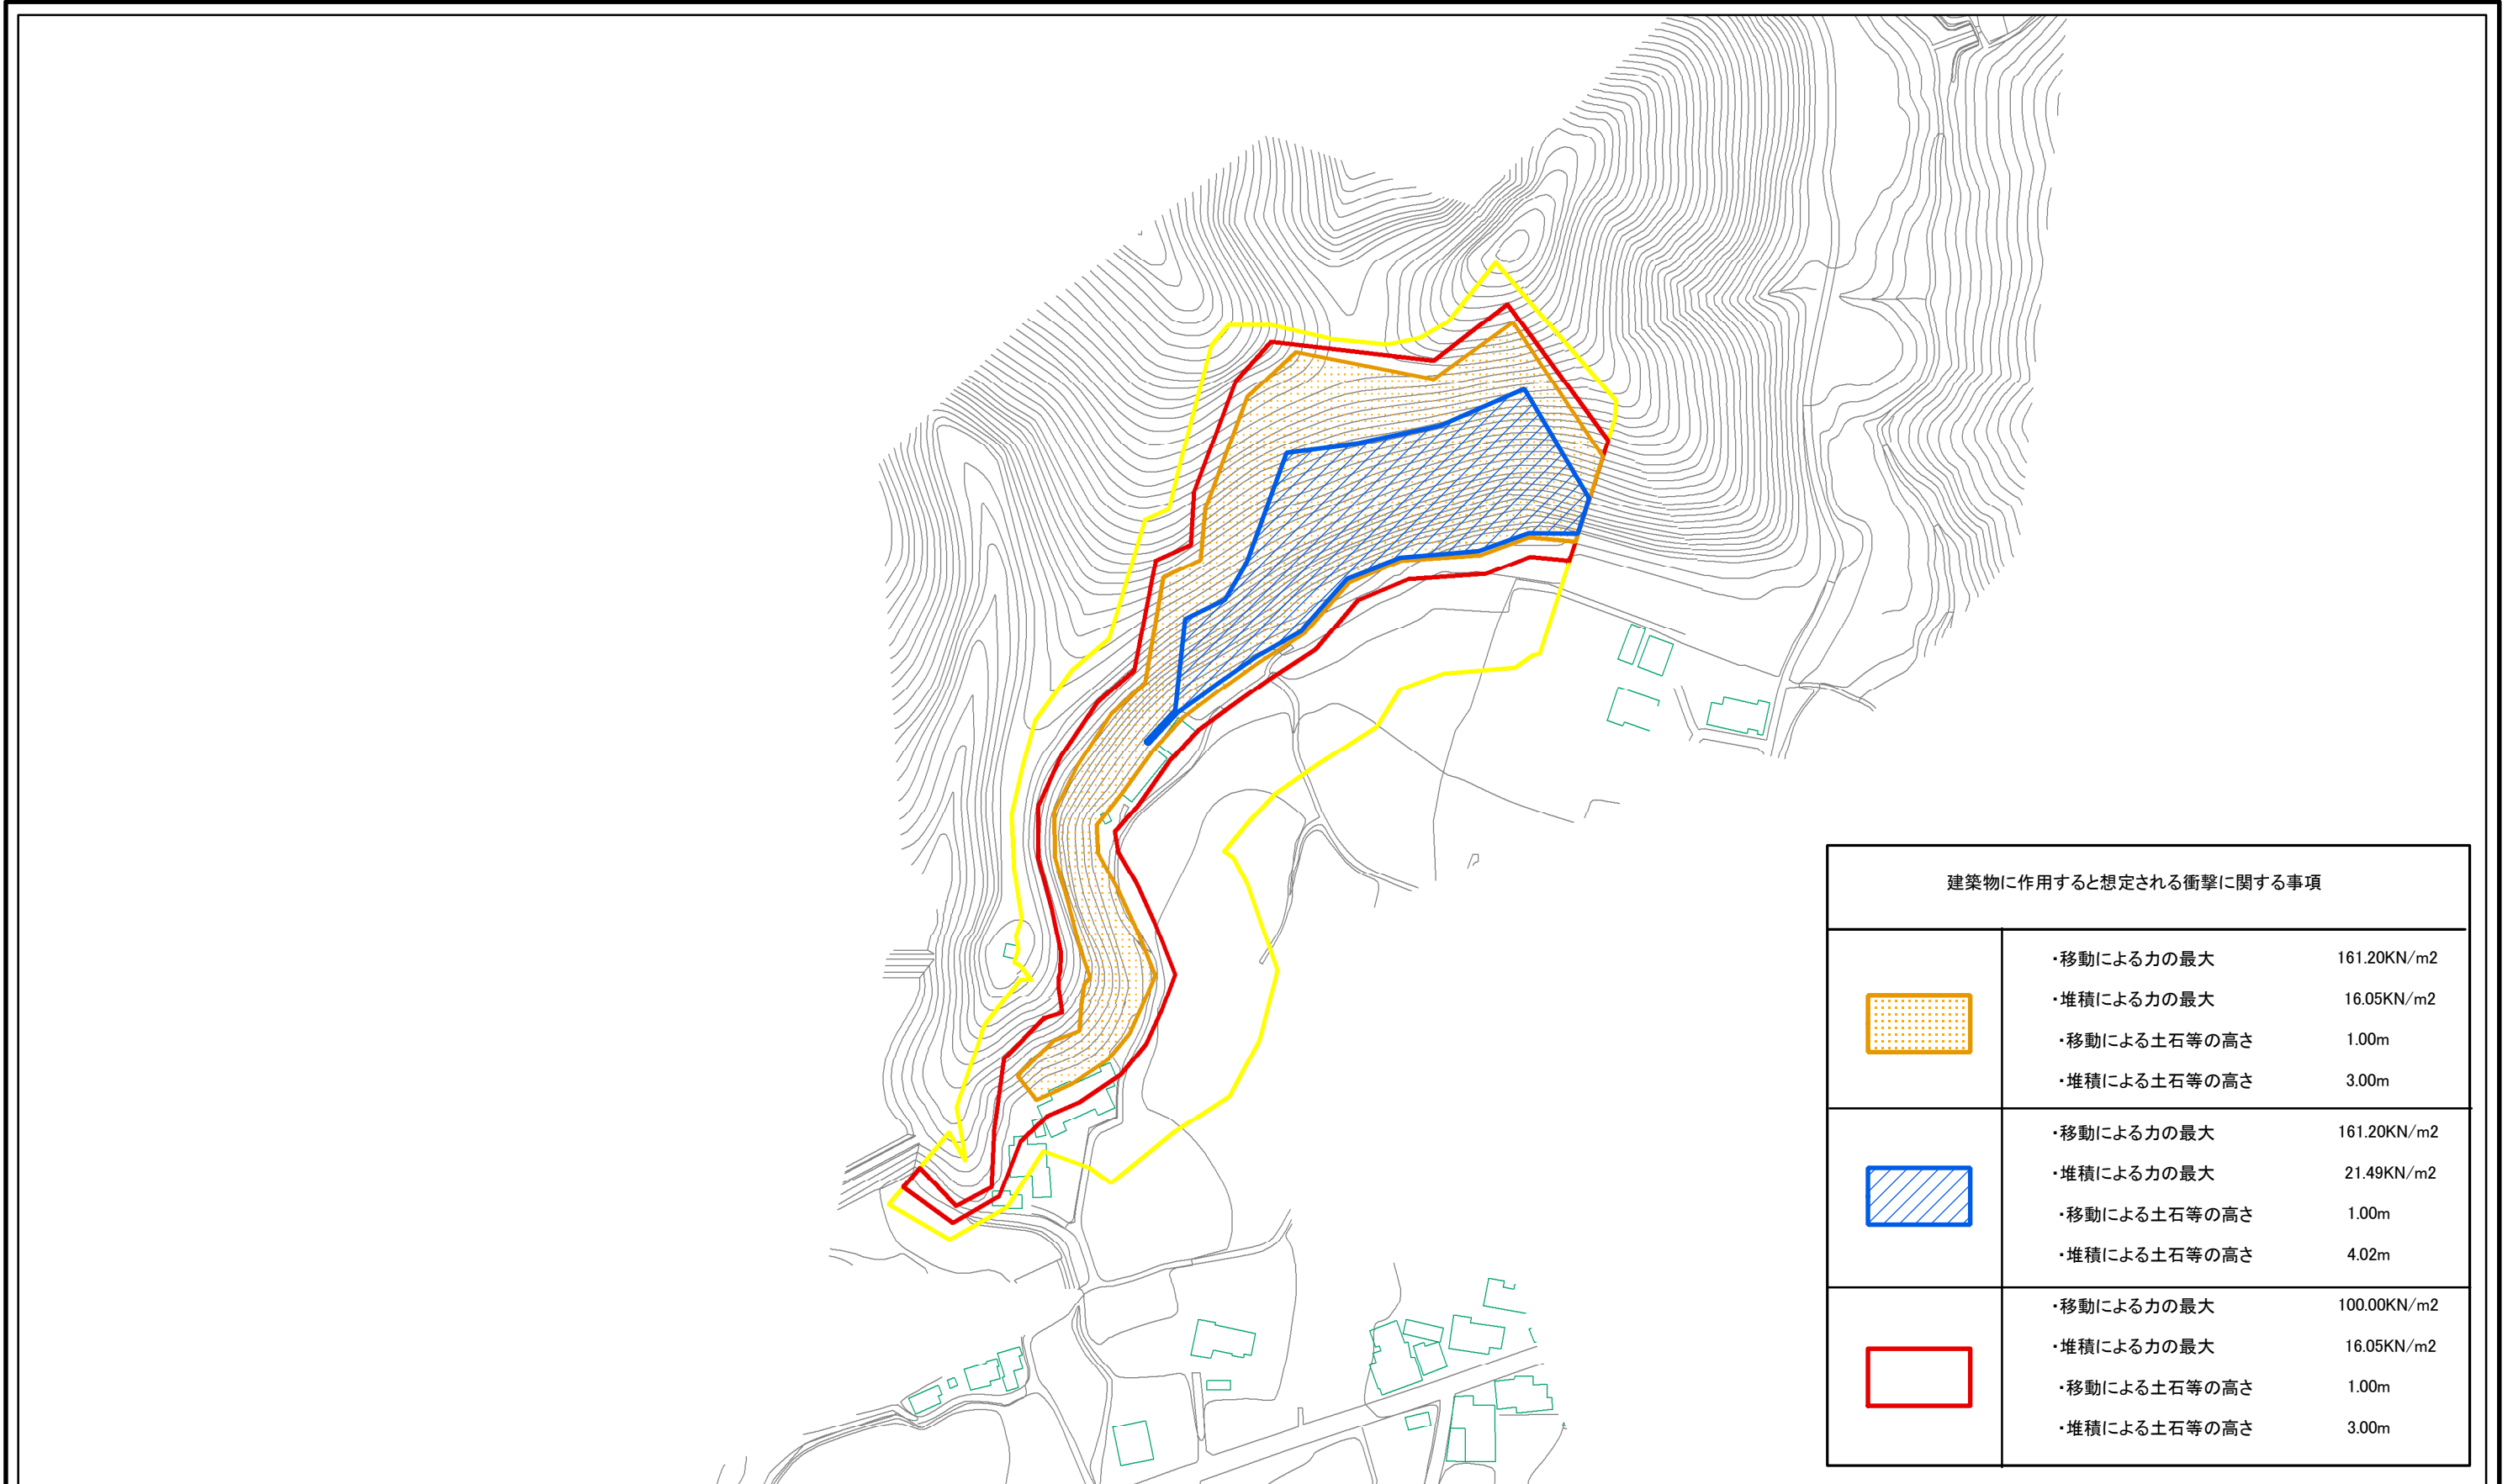 建築物に作用すると想定される衝撃に関する事項
・移動による力の最大 161.20KN/m2
・堆積による力の最大 16.05KN/m2
・移動による土石等の高さ 1.00m
・堆積による土石等の高さ 3.00m
・移動による力の最大 161.20KN/m2
・堆積による力の最大 21.49KN/m2
・移動による土石等の高さ 1.00m
・堆積による土石等の高さ 4.02m
・移動による力の最大 100.00KN/m2
・堆積による力の最大 16.05KN/m2
・移動による土石等の高さ 1.00m
・堆積による土石等の高さ 3.00m